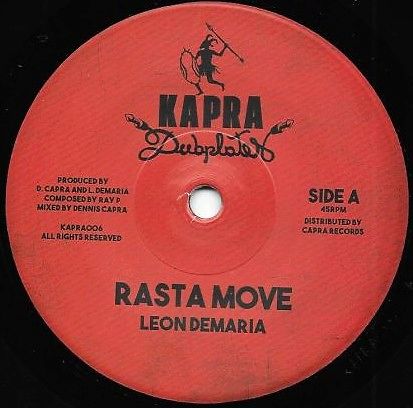 KAPRA
Dubplates
PRODUCED BY
D. CAPRA AND L. DEMARIA
COMPOSED BY RAY P
MIXED BY DENNIS CAPRA
KAPRA006
ALL RIGHTS RESERVED
SIDE A
45RPM
DISTRIBUTED BY
CAPRA RECORDS
RASTA MOVE
LEON DEMARIA